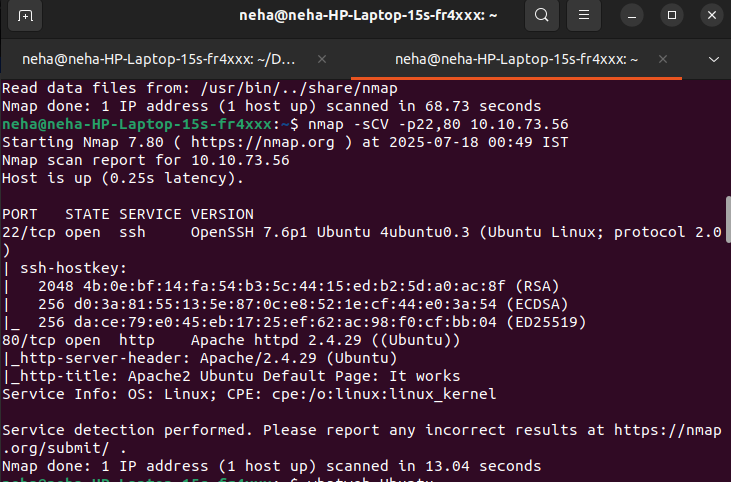 neha@neha-HP-Laptop-15s-fr4xxx: ~
neha@neha-HP-Laptop-15s-fr4xxx: ~/D...
neha@neha-HP-Laptop-15s-fr4xxx: ~
Read data files from: /usr/bin/../share/nmap
Nmap done: 1 IP address (1 host up) scanned in 68.73 seconds
neha@neha-HP-Laptop-15s-fr4xxx:~$ nmap -sCV -p22,80 10.10.73.56
Starting Nmap 7.80 ( https://nmap.org ) at 2025-07-18 00:49 IST
Nmap scan report for 10.10.73.56
Host is up (0.25s latency).
PORT   STATE SERVICE VERSION
22/tcp open  ssh     OpenSSH 7.6p1 Ubuntu 4ubuntu0.3 (Ubuntu Linux; protocol 2.0
)
| ssh-hostkey:
|   2048 4b:0e:bf:14:fa:54:b3:5c:44:15:ed:b2:5d:a0:ac:8f (RSA)
|   256 d0:3a:81:55:13:5e:87:0c:e8:52:1e:cf:44:e0:3a:54 (ECDSA)
|_  256 da:ce:79:e0:45:eb:17:25:ef:62:ac:98:f0:cf:bb:04 (ED25519)
80/tcp open  http    Apache httpd 2.4.29 ((Ubuntu))
|_http-server-header: Apache/2.4.29 (Ubuntu)
|_http-title: Apache2 Ubuntu Default Page: It works
Service Info: OS: Linux; CPE: cpe:/o:linux:linux_kernel
Service detection performed. Please report any incorrect results at https://nmap
.org/submit/ .
Nmap done: 1 IP address (1 host up) scanned in 13.04 seconds
neha@neha-HP-Laptop-15s-fr4xxx:~$ whatweb Ubuntu